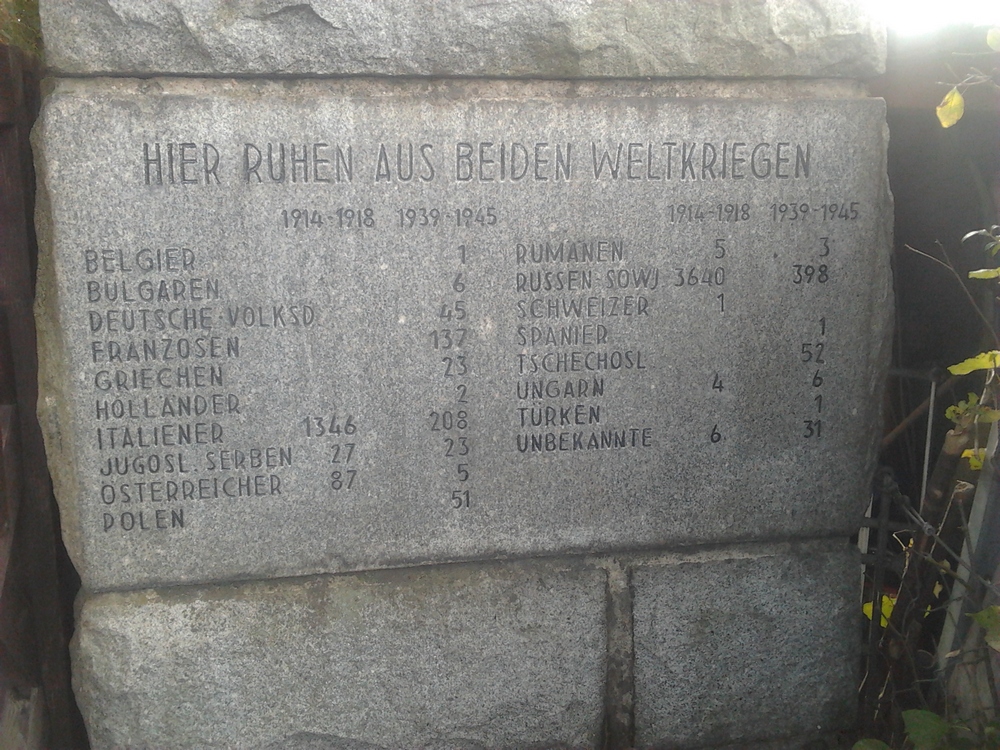 HIER RUHEN AUS BEIDEN WELTKRIEGEN
1914-1918 1939-1945
BELGIER 1
BULGAREN 6
DEUTSCHE-VOLKSD 45
FRANZOSEN 137
GRIECHEN 23
HOLLÄNDER 2
ITALIENER 1346 208
JUGOSL. SERBEN 27 23
ÖSTERREICHER 87 5
POLEN 51
1914-1918 1939-1945
RUMÄNEN 5 3
RUSSEN-SOWJ 3640 398
SCHWEIZER 1
SPANIER 1
TSCHECHOSL 52
UNGARN 4 6
TÜRKEN 1
UNBEKANNTE 6 31